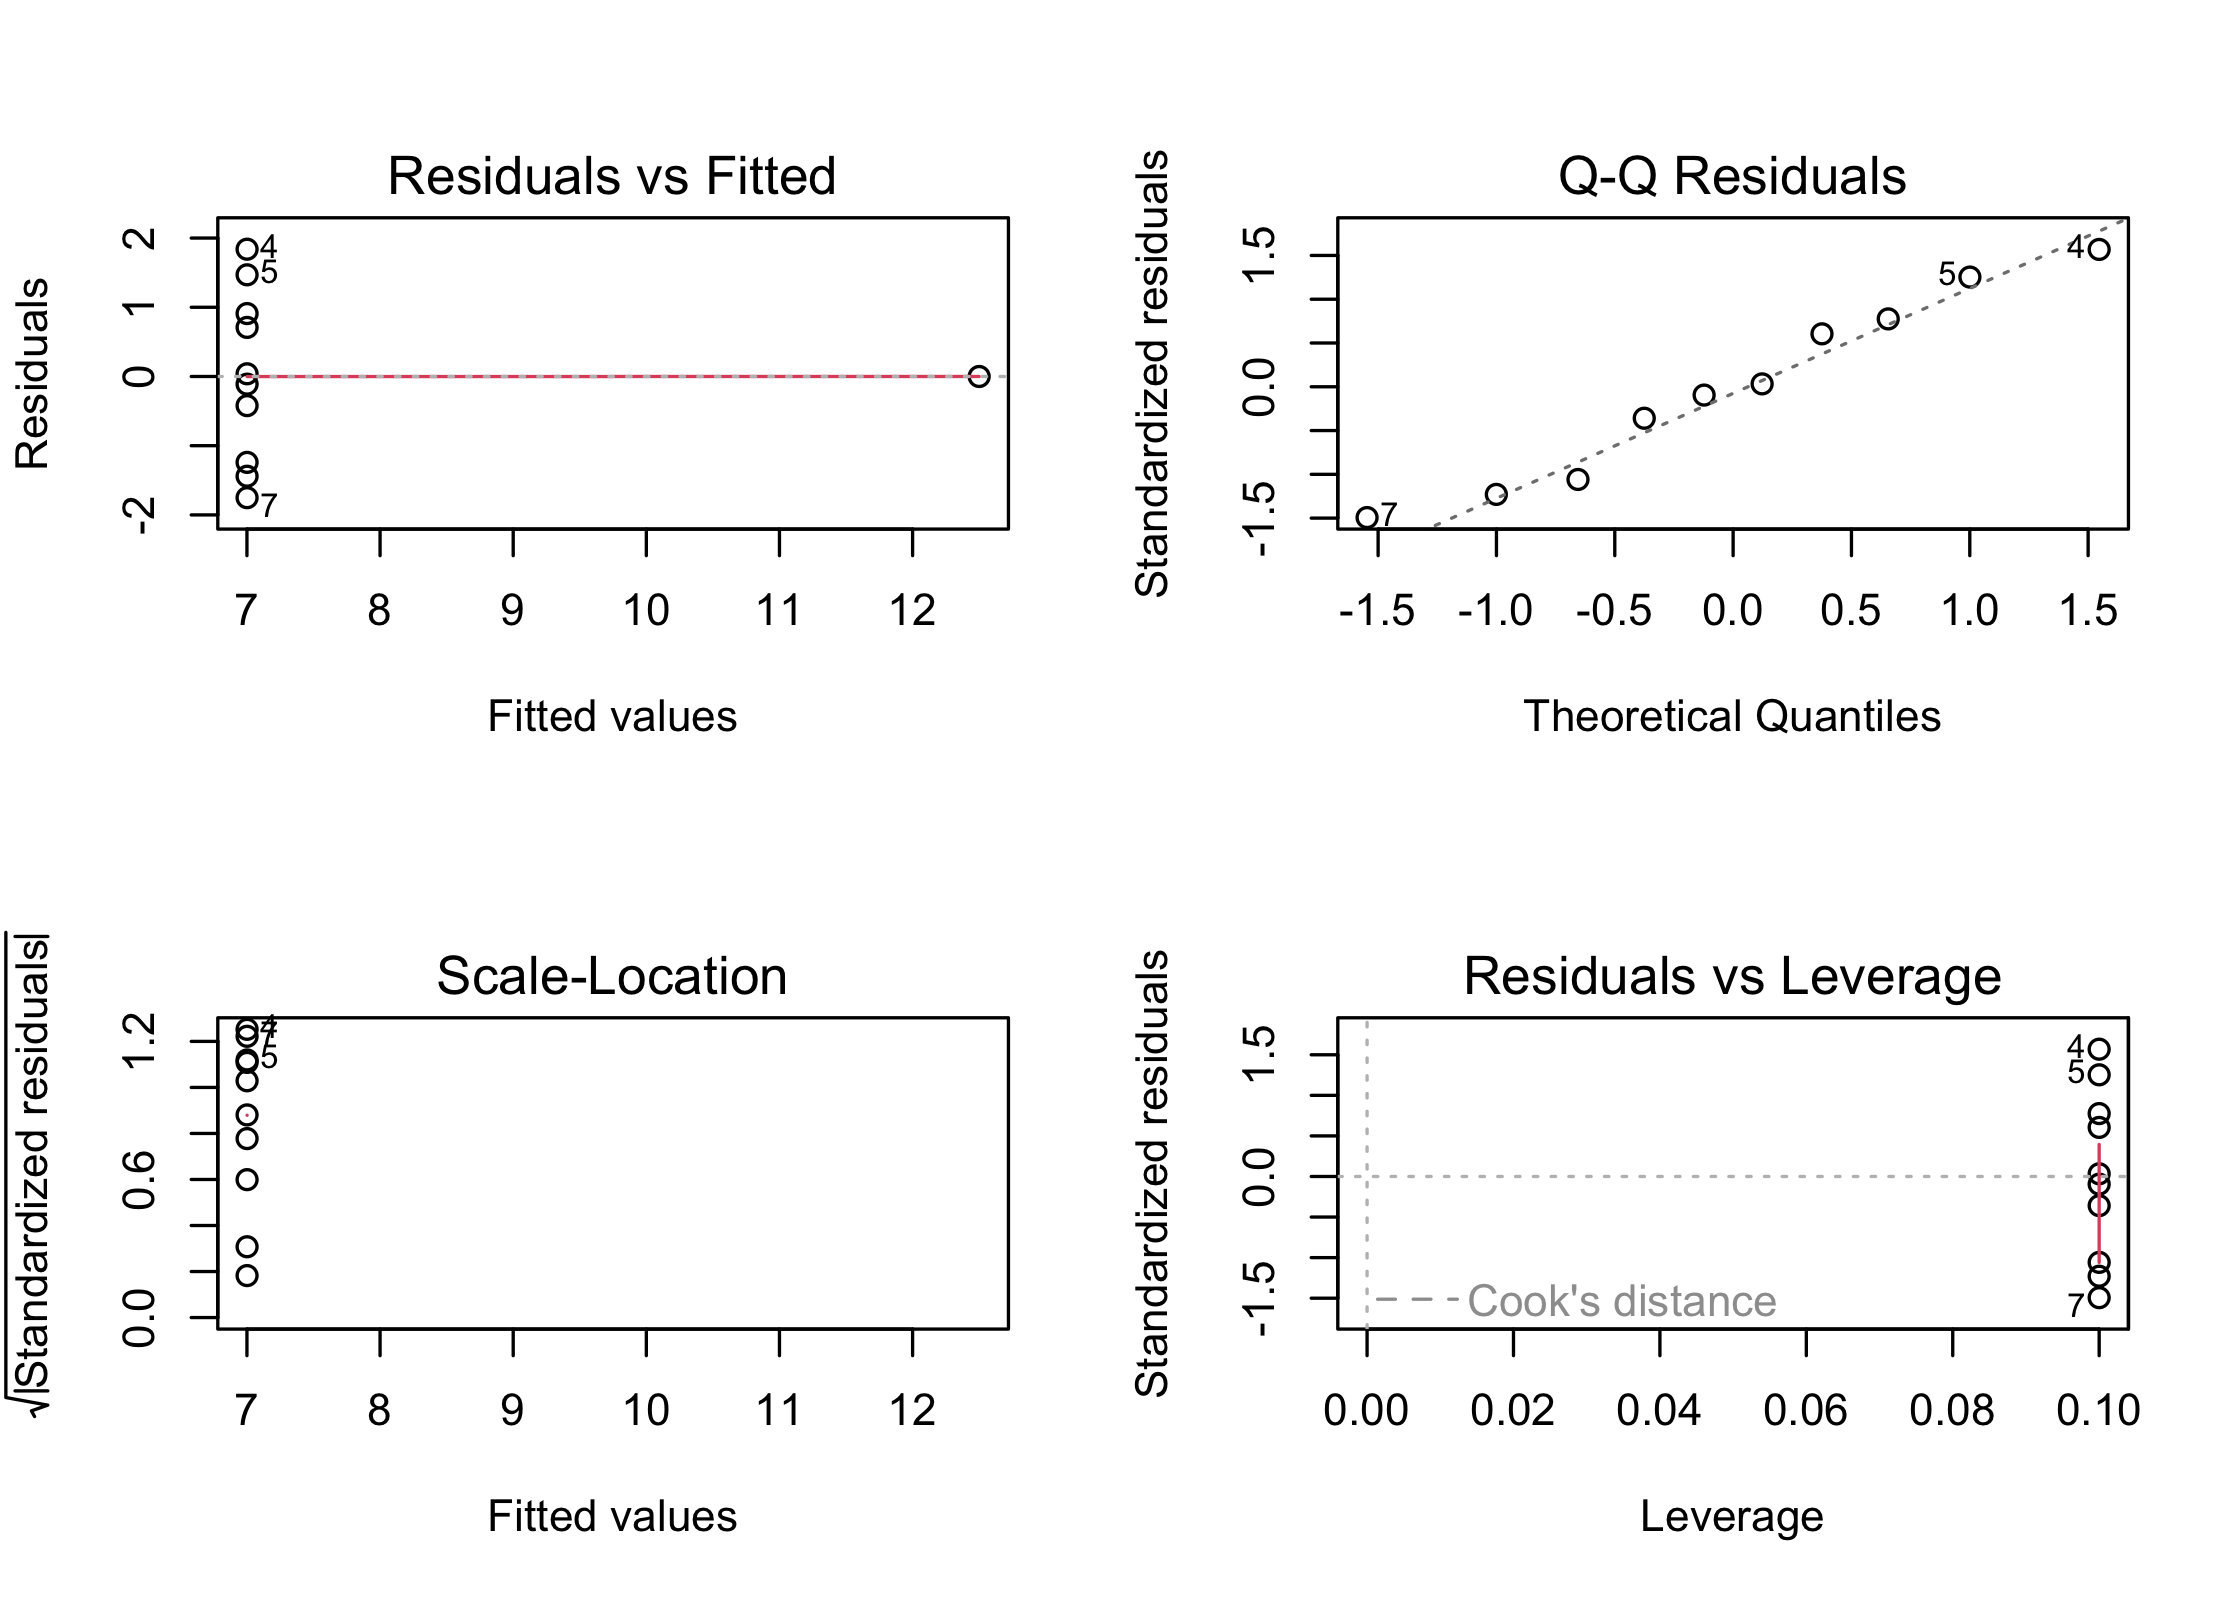 Residuals vs Fitted
Residuals
2
1
0
-2
4
5
7
7 8 9 10 11 12
Fitted values
Q-Q Residuals
Standardized residuals
1.5
0.0
-1.5
4
5
7
-1.5 -1.0 -0.5 0.0 0.5 1.0 1.5
Theoretical Quantiles
Scale-Location
√|Standardized residuals|
1.2
0.6
0.0
4
7
5
7 8 9 10 11 12
Fitted values
Residuals vs Leverage
Standardized residuals
1.5
0.0
-1.5
4
5
7
Cook's distance
0.00 0.02 0.04 0.06 0.08 0.10
Leverage